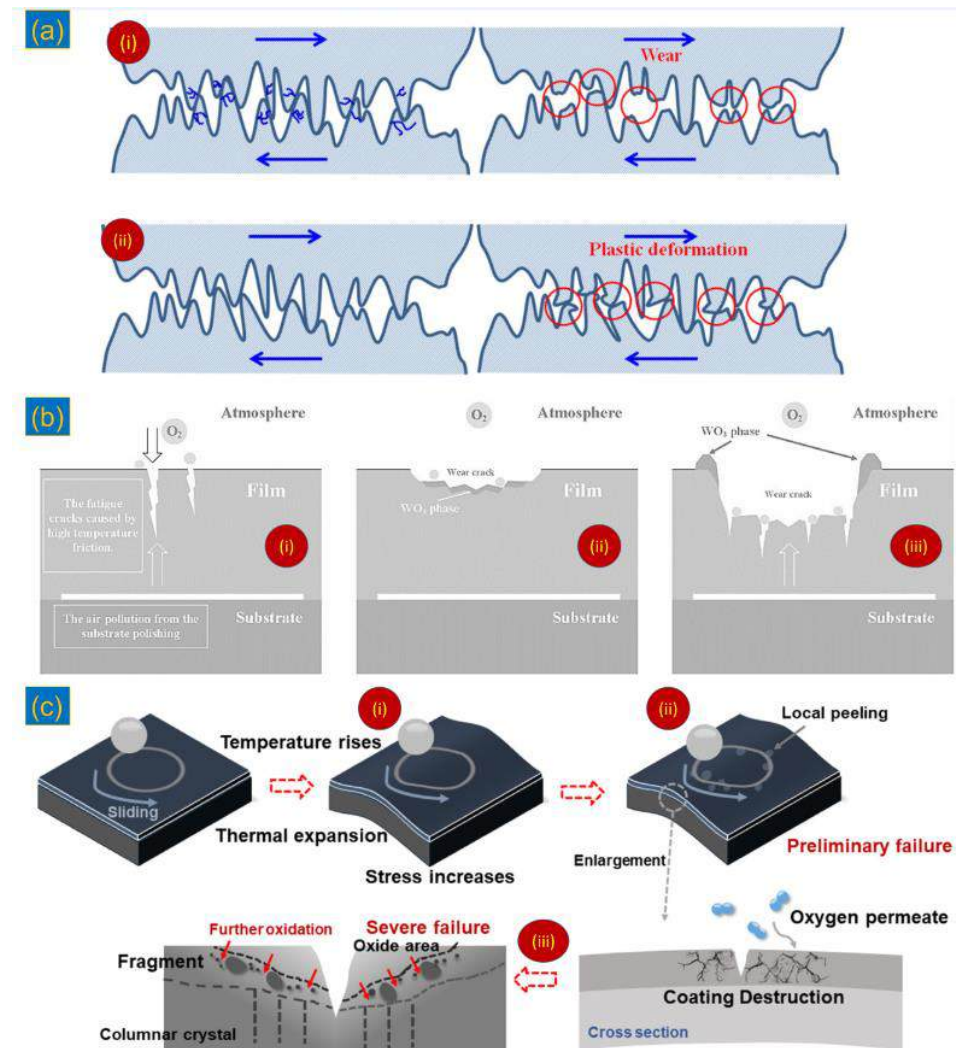 (a)
(i)
Wear
(ii)
Plastic deformation
(b)
Atmosphere
O₂
The fatigue
cracks caused by
high temperature
friction.
Film
(i)
The air pollution from the
substrate polishing
Substrate
Atmosphere
O₂
Wear crack
WO₃ phase
Film
(ii)
Substrate
O₂
Atmosphere
WO₃ phase
Wear crack
Film
(iii)
Substrate
(c)
Sliding
Temperature rises
Thermal expansion
(i)
Stress increases
(ii)
Local peeling
Preliminary failure
Enlargement
Oxygen permeate
Coating Destruction
Cross section
(iii)
Further oxidation
Severe failure
Oxide area
Fragment
Columnar crystal